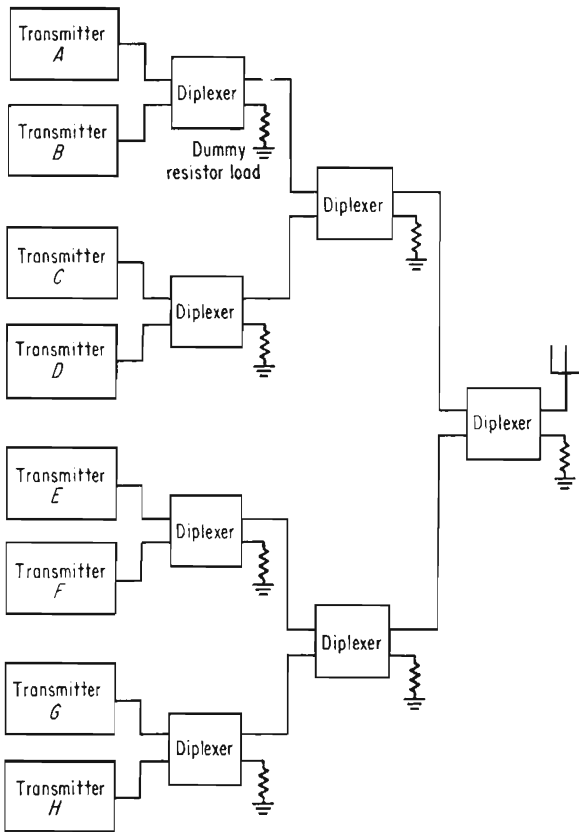 Transmitter
A
Diplexer
Transmitter
B
Dummy
resistor load
Diplexer
Transmitter
C
Diplexer
Transmitter
D
Diplexer
Transmitter
E
Diplexer
Transmitter
F
Diplexer
Transmitter
G
Diplexer
Transmitter
H